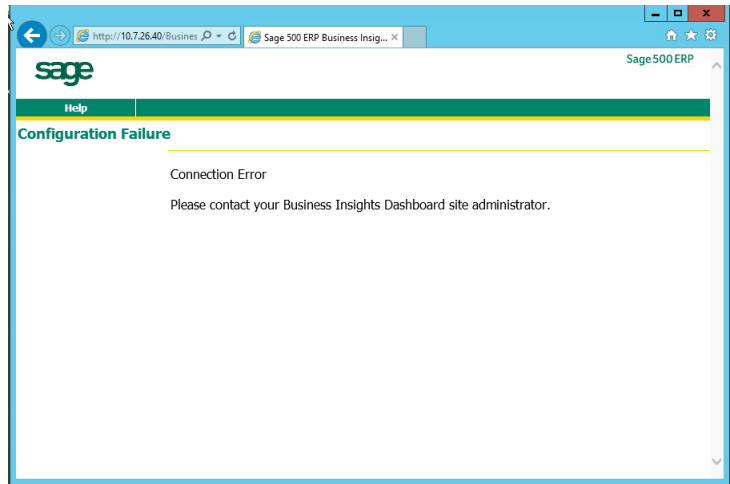 http://10.7.26.40/Busines
Sage 500 ERP Business Insig...
sage
Sage 500 ERP
Help
Configuration Failure
Connection Error
Please contact your Business Insights Dashboard site administrator.